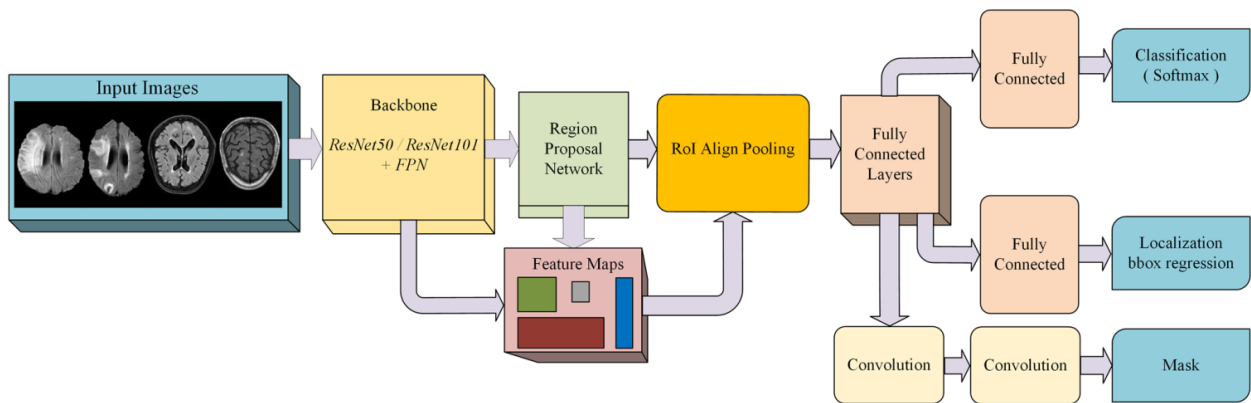 Input Images
Backbone
ResNet50 / ResNet101
+ FPN
Region
Proposal
Network
Feature Maps
RoI Align Pooling
Fully
Connected
Layers
Fully
Connected
Classification
( Softmax )
Fully
Connected
Localization
bbox regression
Convolution
Convolution
Mask